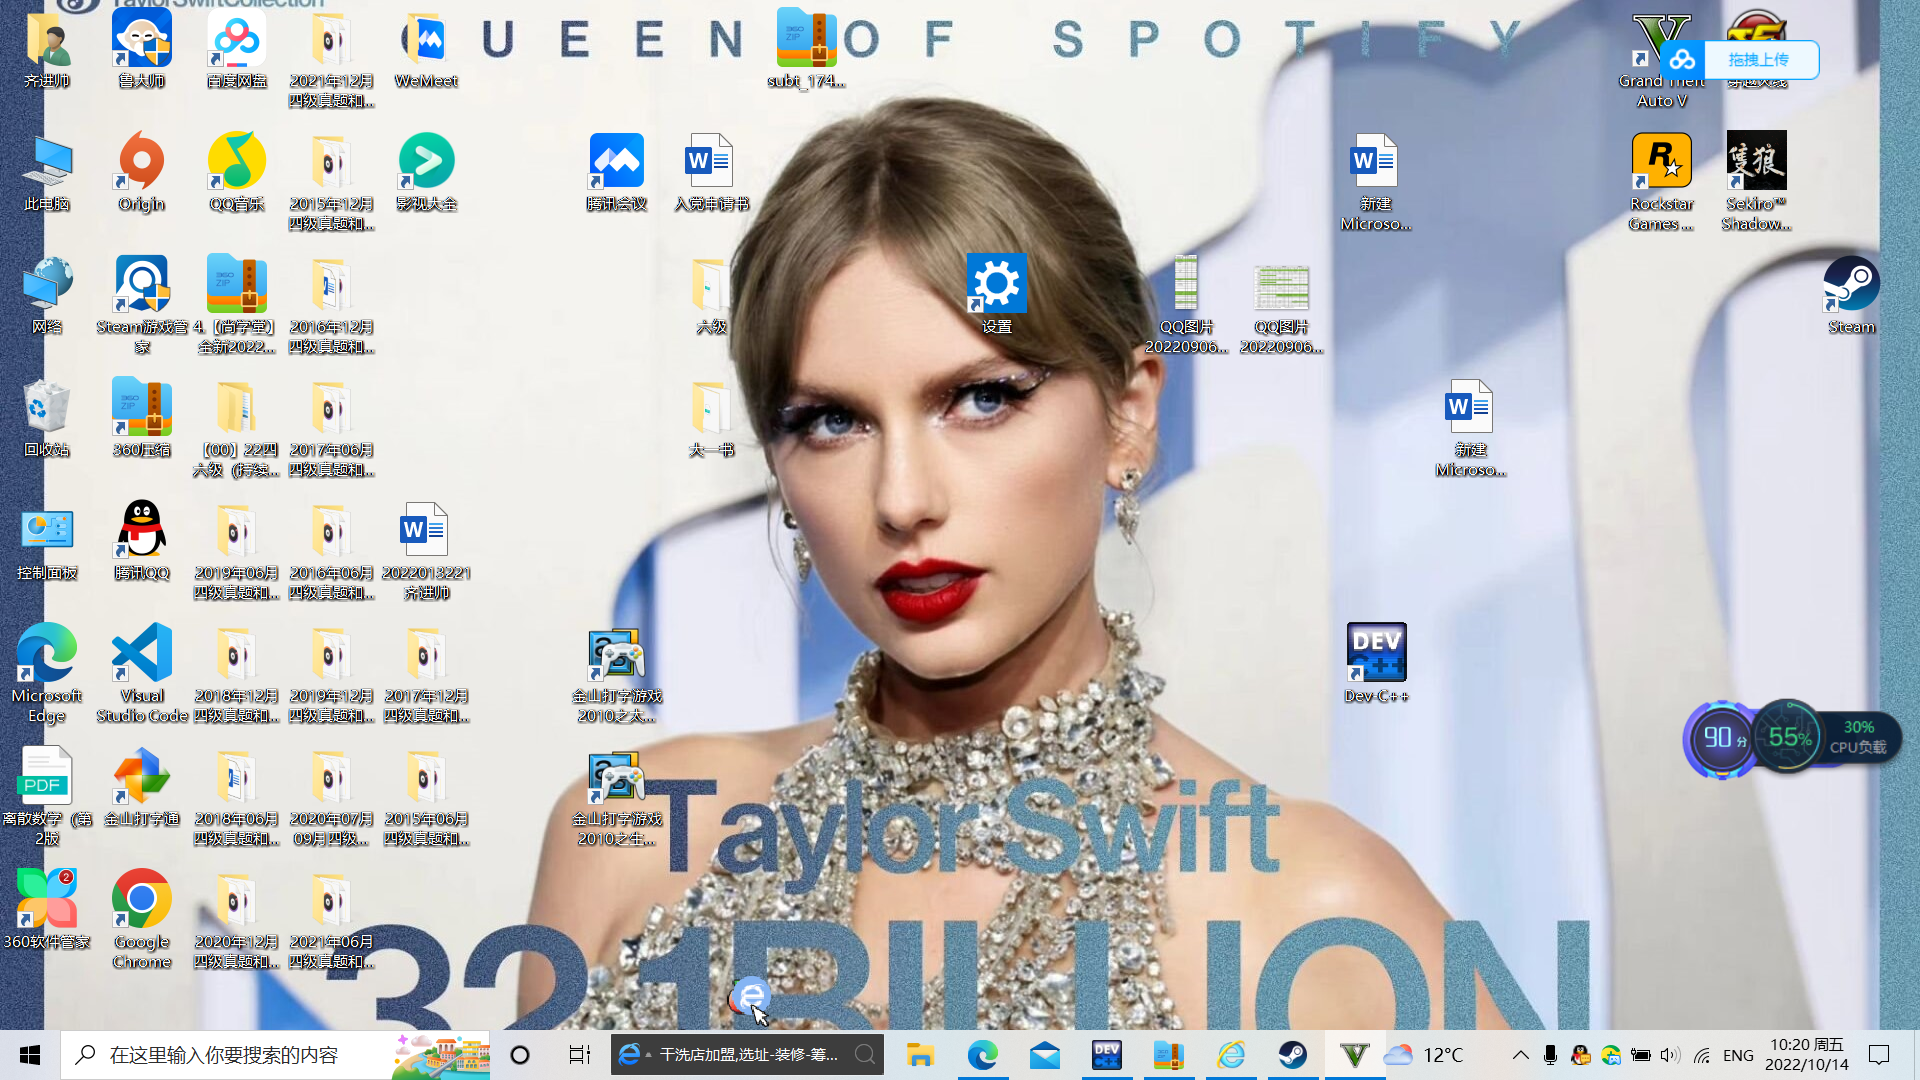 TaylorSwiftCollection
QUEEN OF SPOTIFY
齐进帅
鲁大师
百度网盘
2021年12月
四级真题和...
WeMeet
subt_174...
Grand Theft
Auto V
拖拽上传
穿越火线
此电脑
Origin
QQ音乐
2015年12月
四级真题和...
影视大全
腾讯会议
入党申请书
新建
Microso...
Rockstar
Games ...
Sekiro™
Shadow...
网络
Steam游戏管
家
4.【尚学堂】
全新2022...
2016年12月
四级真题和...
六级
设置
QQ图片
20220906...
QQ图片
20220906...
Steam
回收站
360压缩
【00】22四
六级（持续...
2017年06月
四级真题和...
大一书
新建
Microso...
控制面板
腾讯QQ
2019年06月
四级真题和...
2016年06月
四级真题和...
2022013221
齐进帅
Microsoft
Edge
Visual
Studio Code
2018年12月
四级真题和...
2019年12月
四级真题和...
2017年12月
四级真题和...
金山打字游戏
2010之大...
DEV
C++
Dev-C++
90分
55%
30%
CPU负载
PDF
离散数学（第
2版
金山打字通
2018年06月
四级真题和...
2020年07月
09月四级...
2015年06月
四级真题和...
金山打字游戏
2010之生...
Taylor Swift
2
360软件管家
Google
Chrome
2020年12月
四级真题和...
2021年06月
四级真题和...
32.1BILLION
在这里输入你要搜索的内容
干洗店加盟,选址-装修-筹...
12°C
ENG
10:20 周五
2022/10/14